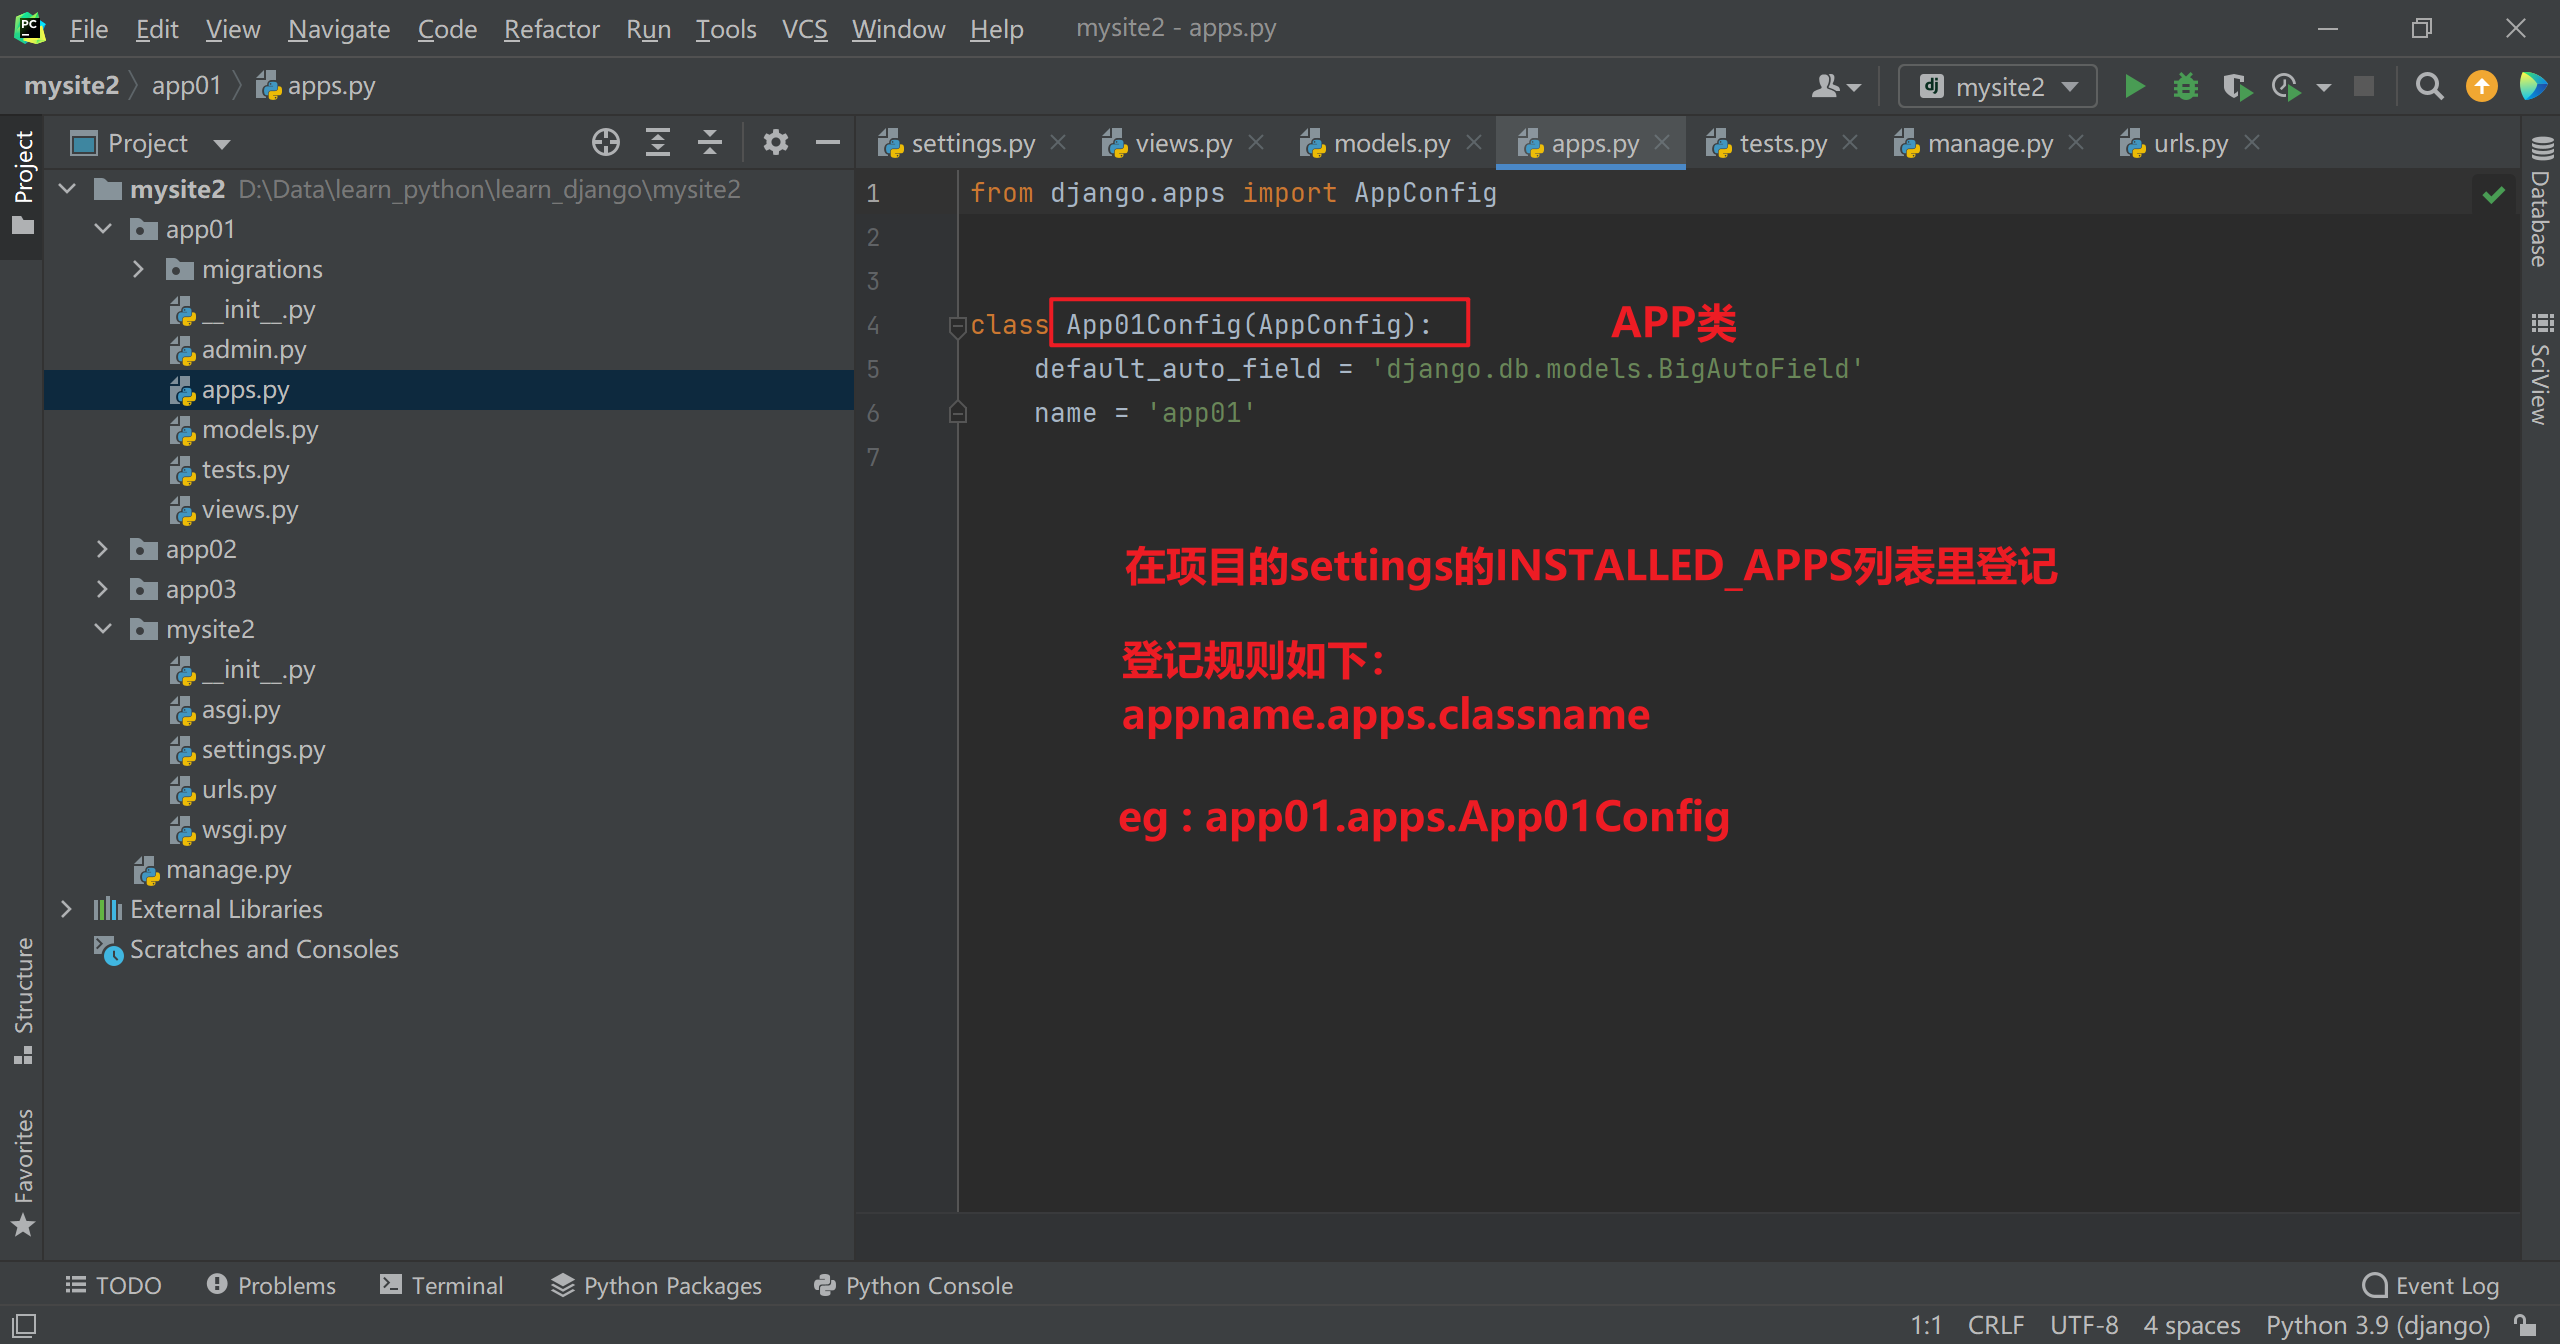 File Edit View Navigate Code Refactor Run Tools VCS Window Help mysite2 - apps.py
mysite2 app01 apps.py
mysite2
Project
settings.py views.py models.py apps.py tests.py manage.py urls.py
Project
mysite2 D:\Data\learn_python\learn_django\mysite2
app01
migrations
__init__.py
admin.py
apps.py
models.py
tests.py
views.py
app02
app03
mysite2
__init__.py
asgi.py
settings.py
urls.py
wsgi.py
manage.py
External Libraries
Scratches and Consoles
Structure
Favorites
1 from django.apps import AppConfig
2
3
4 class App01Config(AppConfig): APP类
5 default_auto_field = 'django.db.models.BigAutoField'
6 name = 'app01'
7
在项目的settings的INSTALLED_APPS列表里登记
登记规则如下：
appname.apps.classname
eg : app01.apps.App01Config
Database
SciView
TODO Problems Terminal Python Packages Python Console Event Log
1:1 CRLF UTF-8 4 spaces Python 3.9 (django)